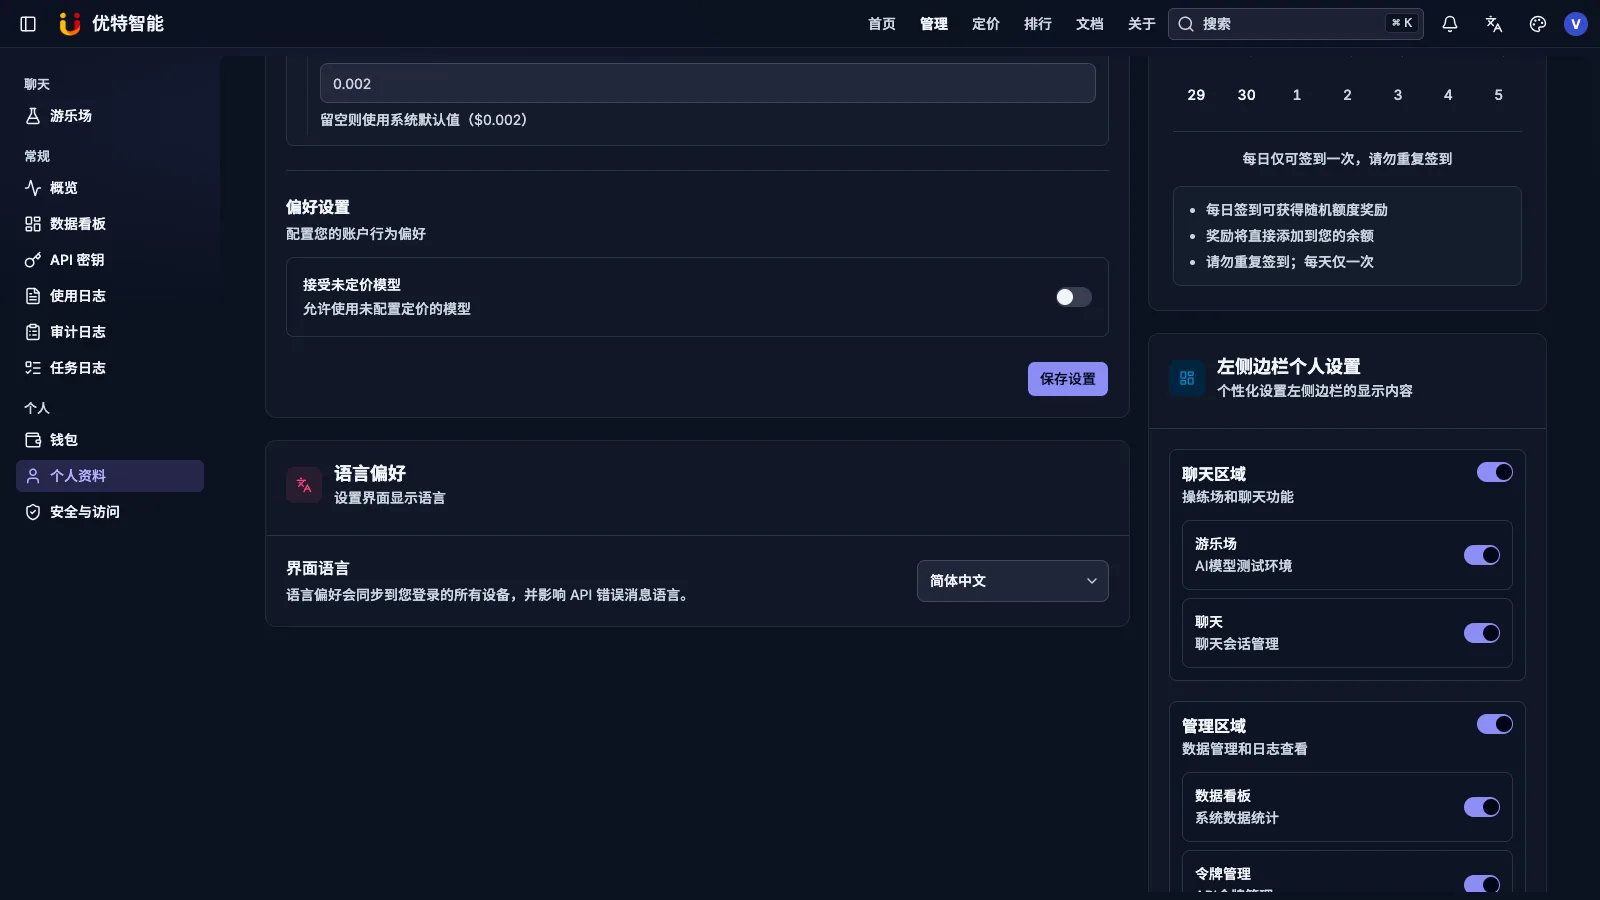 优特智能
首页
管理
定价
排行
文档
关于
搜索
⌘ K
V
聊天
游乐场
常规
概览
数据看板
API 密钥
使用日志
审计日志
任务日志
个人
钱包
个人资料
安全与访问
0.002
留空则使用系统默认值（$0.002）
偏好设置
配置您的账户行为偏好
接受未定价模型
允许使用未配置定价的模型
保存设置
语言偏好
设置界面显示语言
界面语言
语言偏好会同步到您登录的所有设备，并影响 API 错误消息语言。
简体中文
29 30 1 2 3 4 5
每日仅可签到一次，请勿重复签到
每日签到可获得随机额度奖励
奖励将直接添加到您的余额
请勿重复签到；每天仅一次
左侧边栏个人设置
个性化设置左侧边栏的显示内容
聊天区域
操练场和聊天功能
游乐场
AI模型测试环境
聊天
聊天会话管理
管理区域
数据管理和日志查看
数据看板
系统数据统计
令牌管理